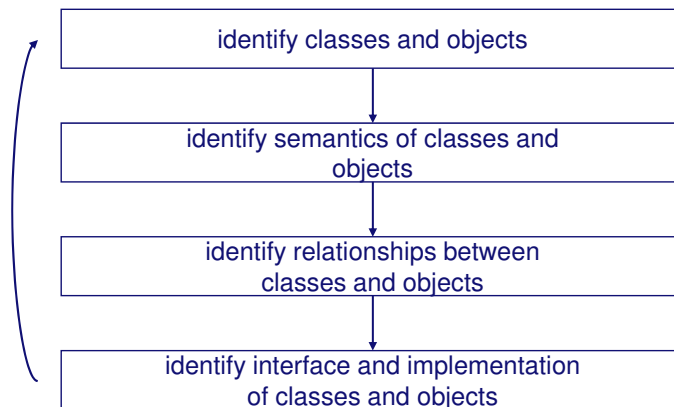 identify classes and objects
identify semantics of classes and
objects
identify relationships between
classes and objects
identify interface and implementation
of classes and objects